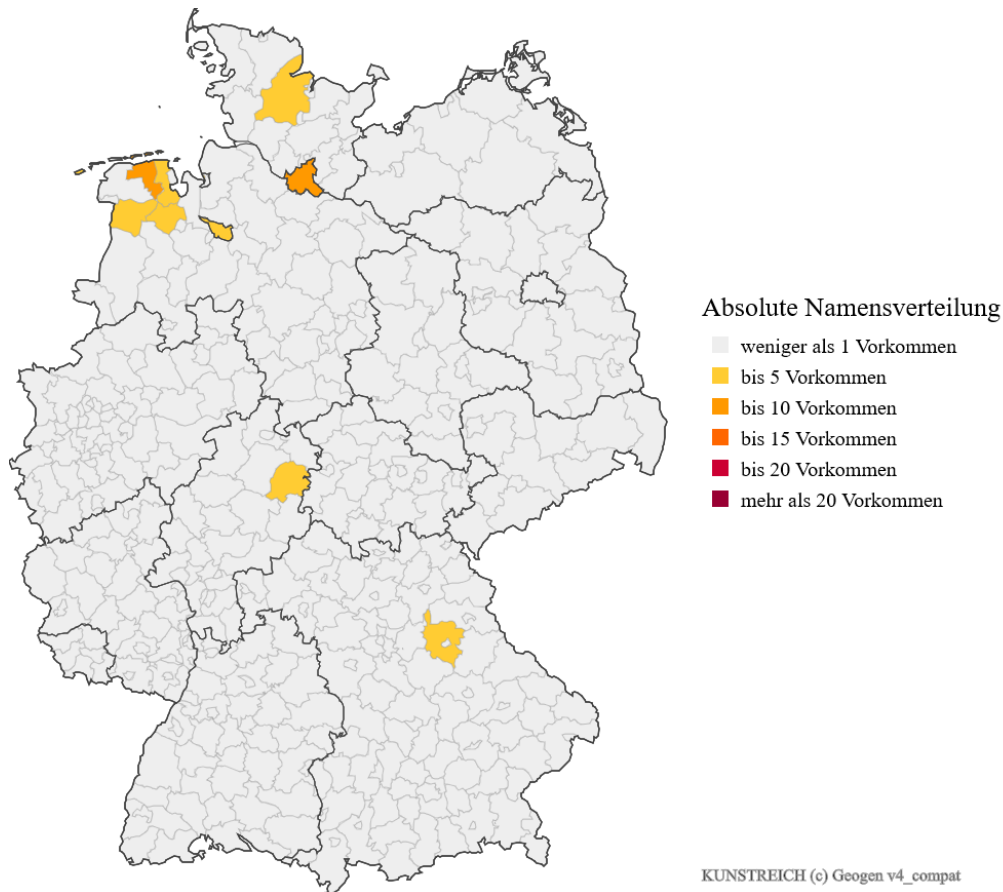 Absolute Namensverteilung
weniger als 1 Vorkommen
bis 5 Vorkommen
bis 10 Vorkommen
bis 15 Vorkommen
bis 20 Vorkommen
mehr als 20 Vorkommen
KUNSTREICH (c) Geogen v4_compat